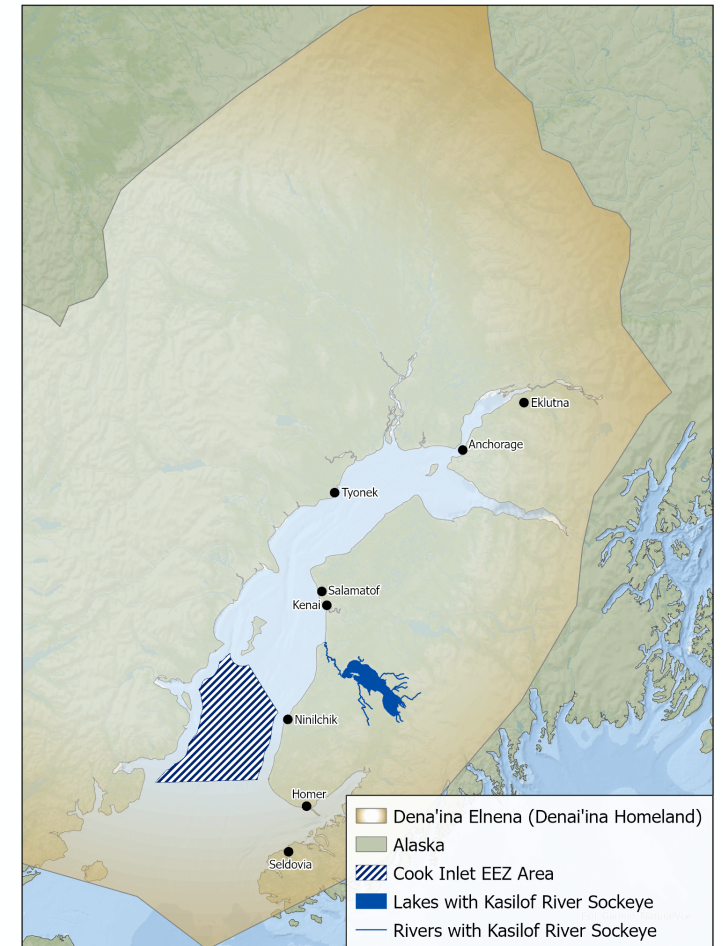 Eklutna
Anchorage
Tyonek
Salamatof
Kenai
Ninilchik
Homer
Seldovia
Dena'ina Elnena (Denai'ina Homeland)
Alaska
Cook Inlet EEZ Area
Lakes with Kasilof River Sockeye
Rivers with Kasilof River Sockeye